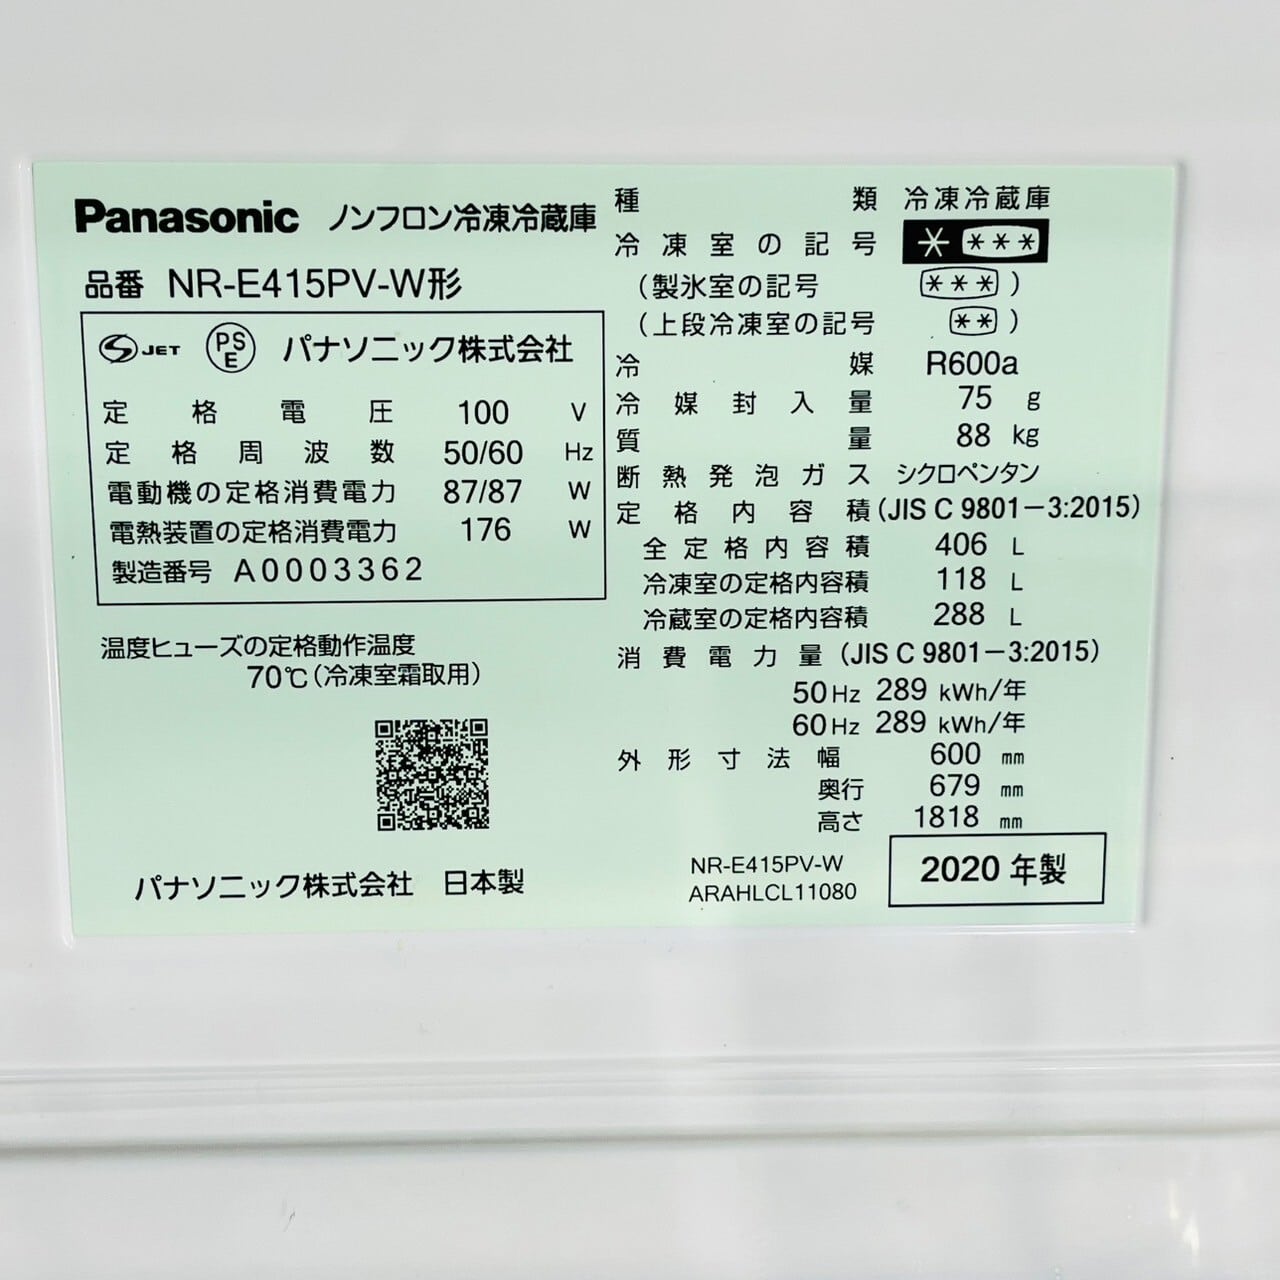 Panasonic ノンフロン冷凍冷蔵庫
品番 NR-E415PV-W形
JET PSE パナソニック株式会社
定格電圧 100 V
定格周波数 50/60 Hz
電動機の定格消費電力 87/87 W
電熱装置の定格消費電力 176 W
製造番号 A0003362
温度ヒューズの定格動作温度
70℃(冷凍室霜取用)
パナソニック株式会社 日本製
種類 冷凍冷蔵庫
冷凍室の記号 * ***
(製氷室の記号 ***)
(上段冷凍室の記号 **)
冷媒 R600a
冷媒封入量 75 g
質量 88 kg
断熱発泡ガス シクロペンタン
定格内容積 (JIS C 9801-3:2015)
全定格内容積 406 L
冷凍室の定格内容積 118 L
冷蔵室の定格内容積 288 L
消費電力量 (JIS C 9801-3:2015)
50Hz 289 kWh/年
60Hz 289 kWh/年
外形寸法幅 600 mm
奥行 679 mm
高さ 1818 mm
NR-E415PV-W
ARAHLCL11080
2020年製